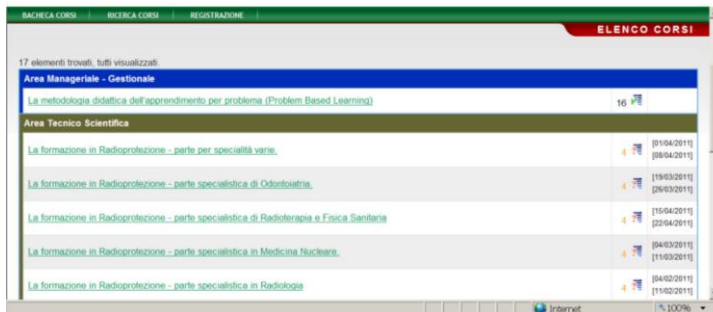 BACHECA CORSI RICERCA CORSI REGISTRAZIONE
ELENCO CORSI
17 elementi trovati, tutti visualizzati.
Area Manageriale - Gestionale
La metodologia didattica dell'apprendimento per problema (Problem Based Learning) 16
Area Tecnico Scientifica
La formazione in Radioprotezione - parte per specialità varie. 4 [01/04/2011]
[08/04/2011]
La formazione in Radioprotezione - parte specialistica di Odontoiatria. 4 [19/03/2011]
[26/03/2011]
La formazione in Radioprotezione - parte specialistica di Radioterapia e Fisica Sanitaria 4 [15/04/2011]
[22/04/2011]
La formazione in Radioprotezione - parte specialistica in Medicina Nucleare. 4 [04/03/2011]
[11/03/2011]
La formazione in Radioprotezione - parte specialistica in Radiologia 4 [04/02/2011]
[11/02/2011]
Internet 100%